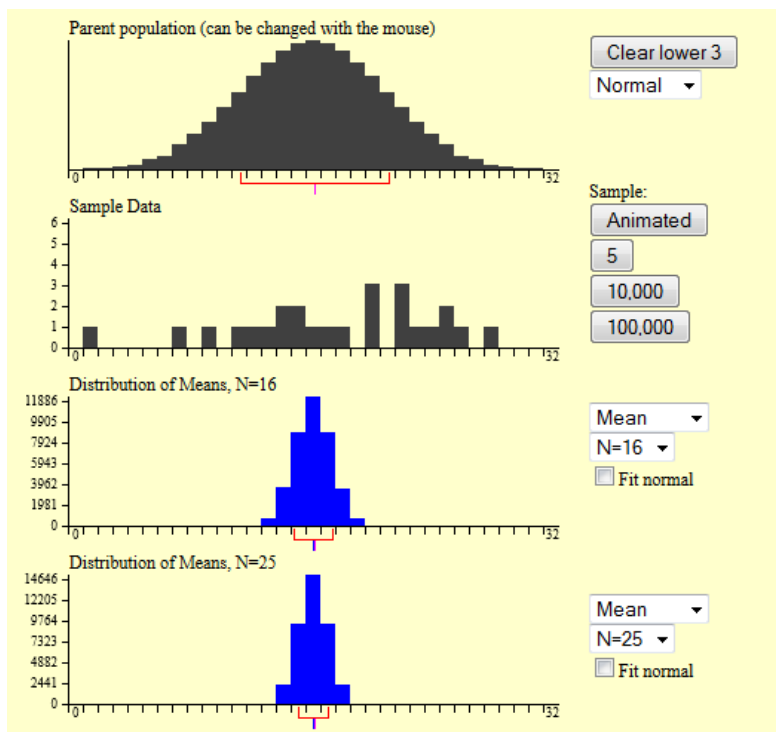 Parent population (can be changed with the mouse)
Clear lower 3
Normal
0
32
Sample:
Sample Data
Animated
6
5
5
4
10,000
3
2
100,000
1
0
0
32
Distribution of Means, N=16
11886
Mean
9905
7924
N=16
5943
Fit normal
3962
1981
0
0
32
Distribution of Means, N=25
14646
12205
Mean
9764
N=25
7323
Fit normal
4882
2441
0
0
32